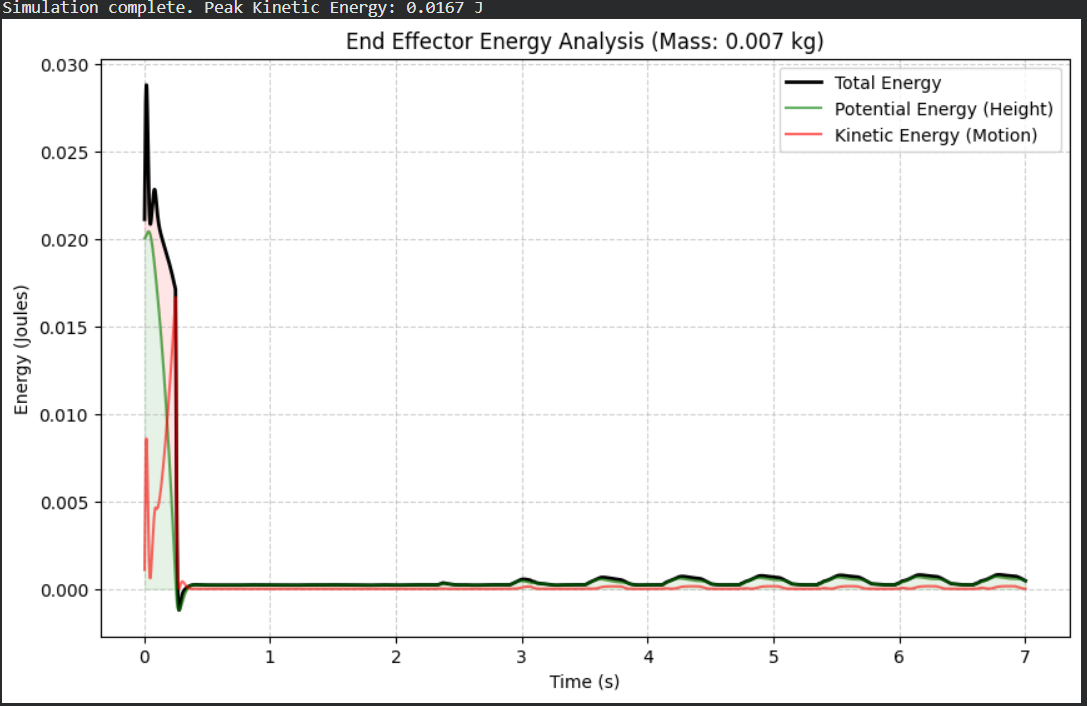 Simulation complete. Peak Kinetic Energy: 0.0167 J
End Effector Energy Analysis (Mass: 0.007 kg)
Total Energy
Potential Energy (Height)
Kinetic Energy (Motion)
Energy (Joules)
0.030
0.025
0.020
0.015
0.010
0.005
0.000
0 1 2 3 4 5 6 7
Time (s)